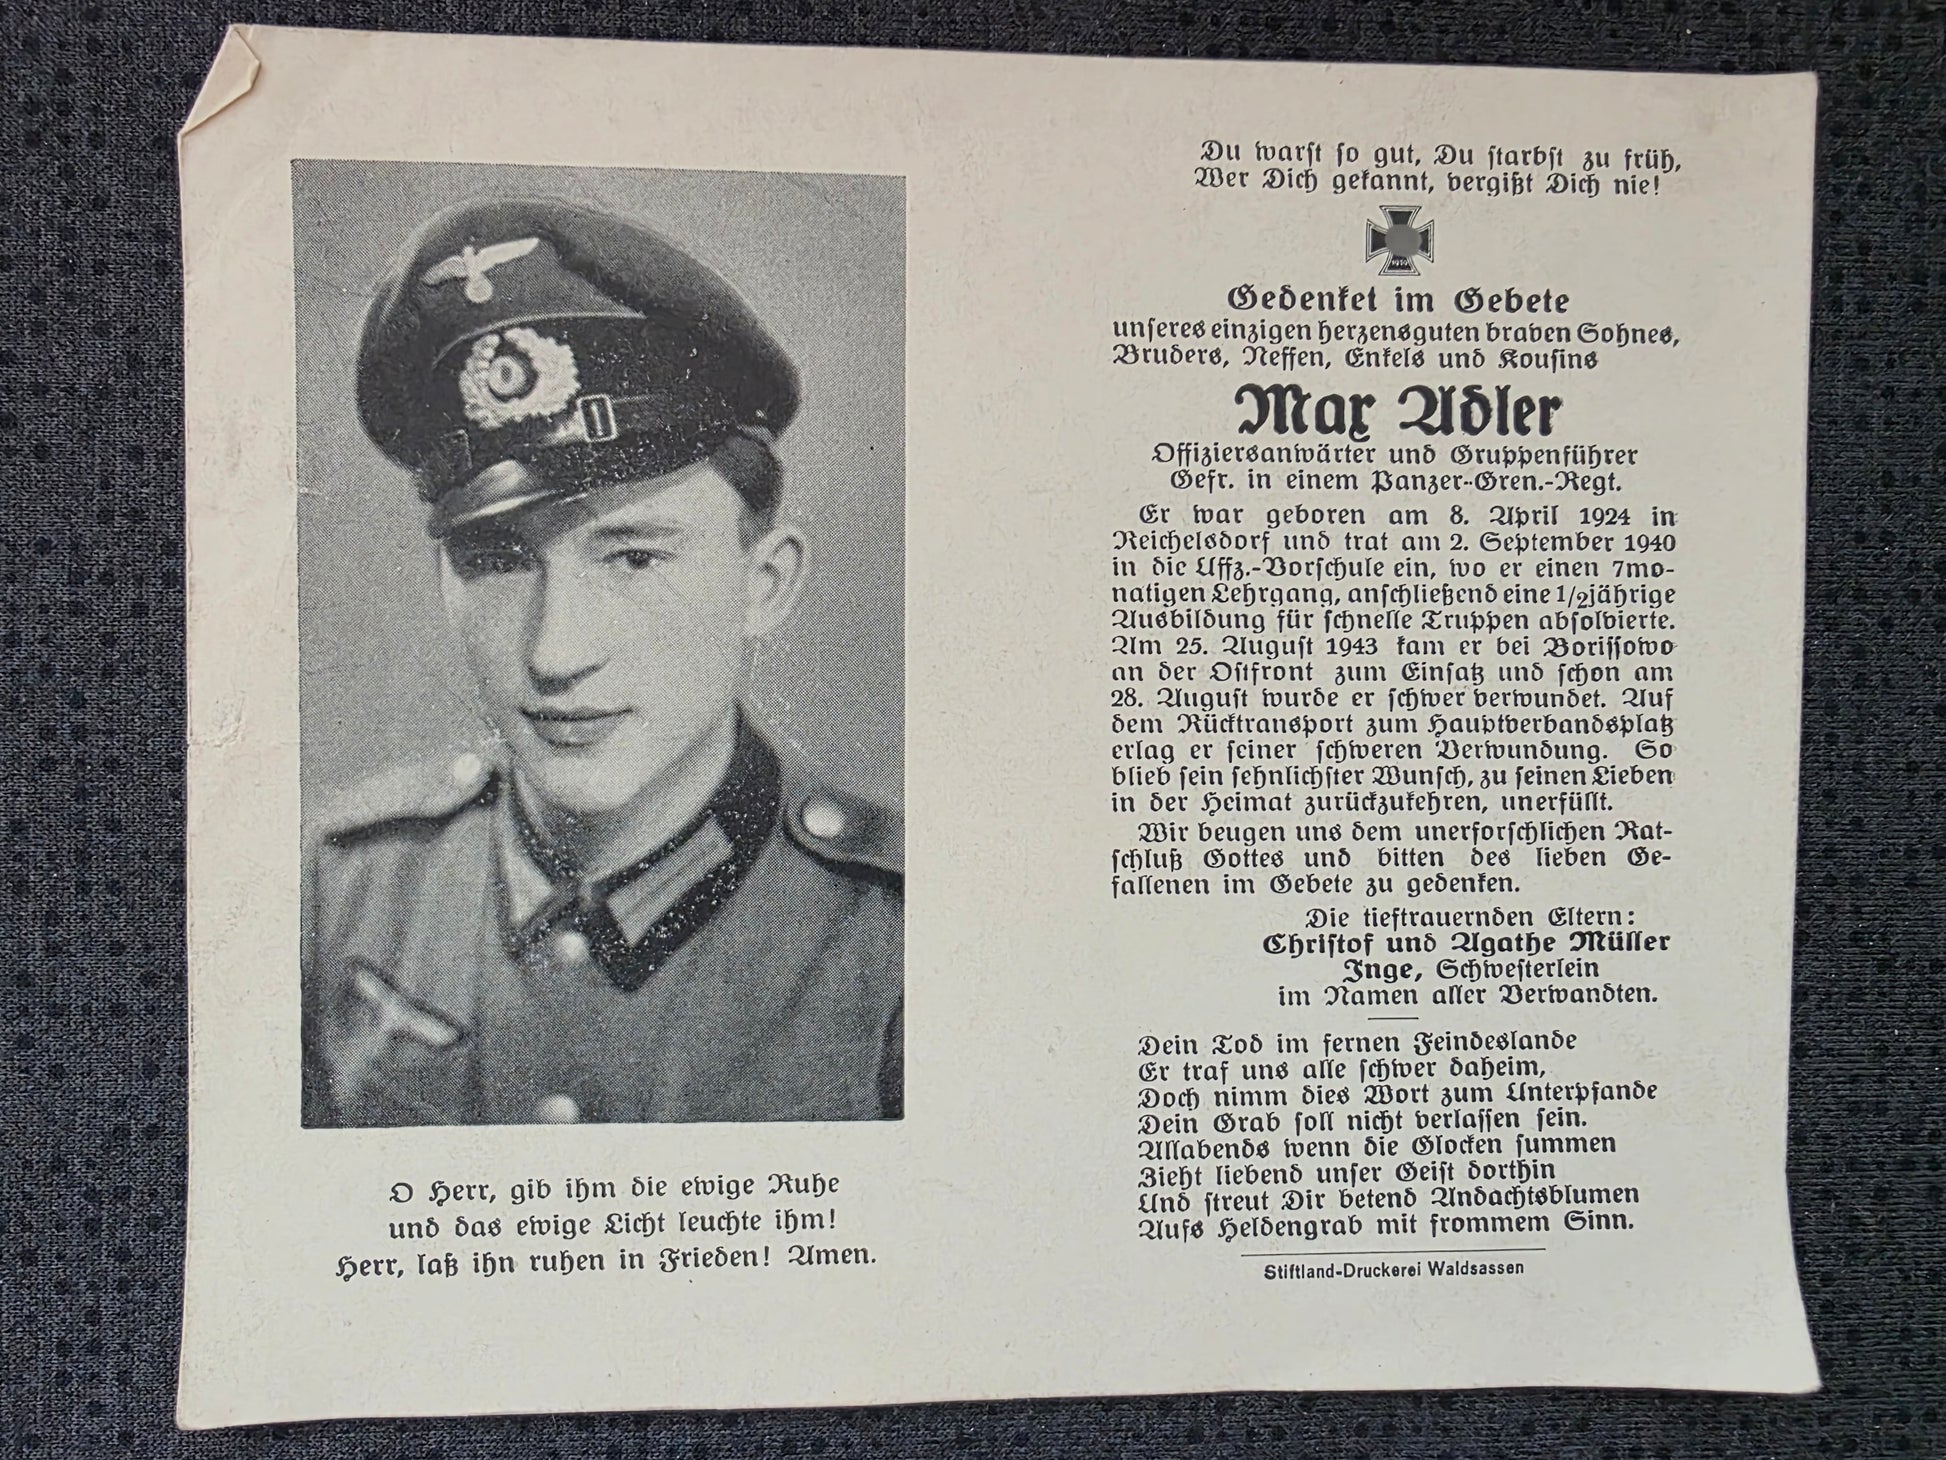 O Herr, gib ihm die ewige Ruhe
und das ewige Licht leuchte ihm!
Herr, laß ihn ruhen in Frieden! Amen.
Du warst so gut, Du starbst zu früh,
Wer Dich gekannt, vergißt Dich nie!
1939
Gedenket im Gebete
unseres einzigen herzensguten braven Sohnes,
Bruders, Neffen, Enkels und Kousins
Max Adler
Offiziersanwärter und Gruppenführer
Gefr. in einem Panzer-Gren.-Regt.
Er war geboren am 8. April 1924 in
Reichelsdorf und trat am 2. September 1940
in die Uffz.-Vorschule ein, wo er einen 7mo-
natigen Lehrgang, anschließend eine 1/2jährige
Ausbildung für schnelle Truppen absolvierte.
Am 25. August 1943 kam er bei Borissowo
an der Ostfront zum Einsatz und schon am
28. August wurde er schwer verwundet. Auf
dem Rücktransport zum Hauptverbandsplatz
erlag er seiner schweren Verwundung. So
blieb sein sehnlichster Wunsch, zu seinen Lieben
in der Heimat zurückzukehren, unerfüllt.
Wir beugen uns dem unerforschlichen Rat-
schluß Gottes und bitten des lieben Ge-
fallenen im Gebete zu gedenken.
Die tieftrauernden Eltern:
Christof und Agathe Müller
Inge, Schwesterlein
im Namen aller Verwandten.
Dein Tod im fernen Feindeslande
Er traf uns alle schwer daheim,
Doch nimm dies Wort zum Unterpfande
Dein Grab soll nicht verlassen sein.
Allabends wenn die Glocken summen
Zieht liebend unser Geist dorthin
Und streut Dir betend Andachtsblumen
Aufs Heldengrab mit frommem Sinn.
Stiftland-Druckerei Waldsassen